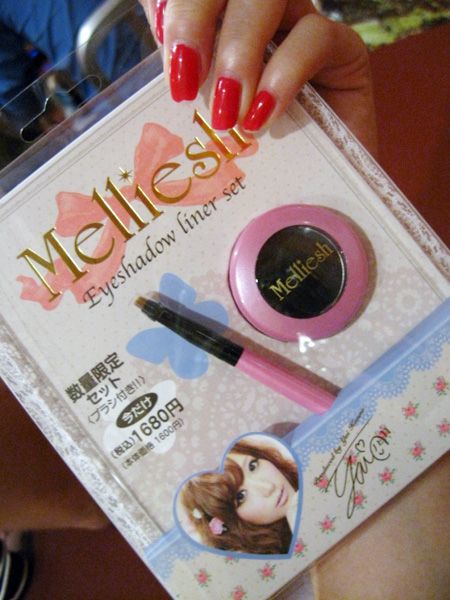 Melliesh
Eyeshadow liner set
Melliesh
数量限定
セット
(ブラシ付き!!)
今だけ
(税込)1680円
(本体価格 1600円)